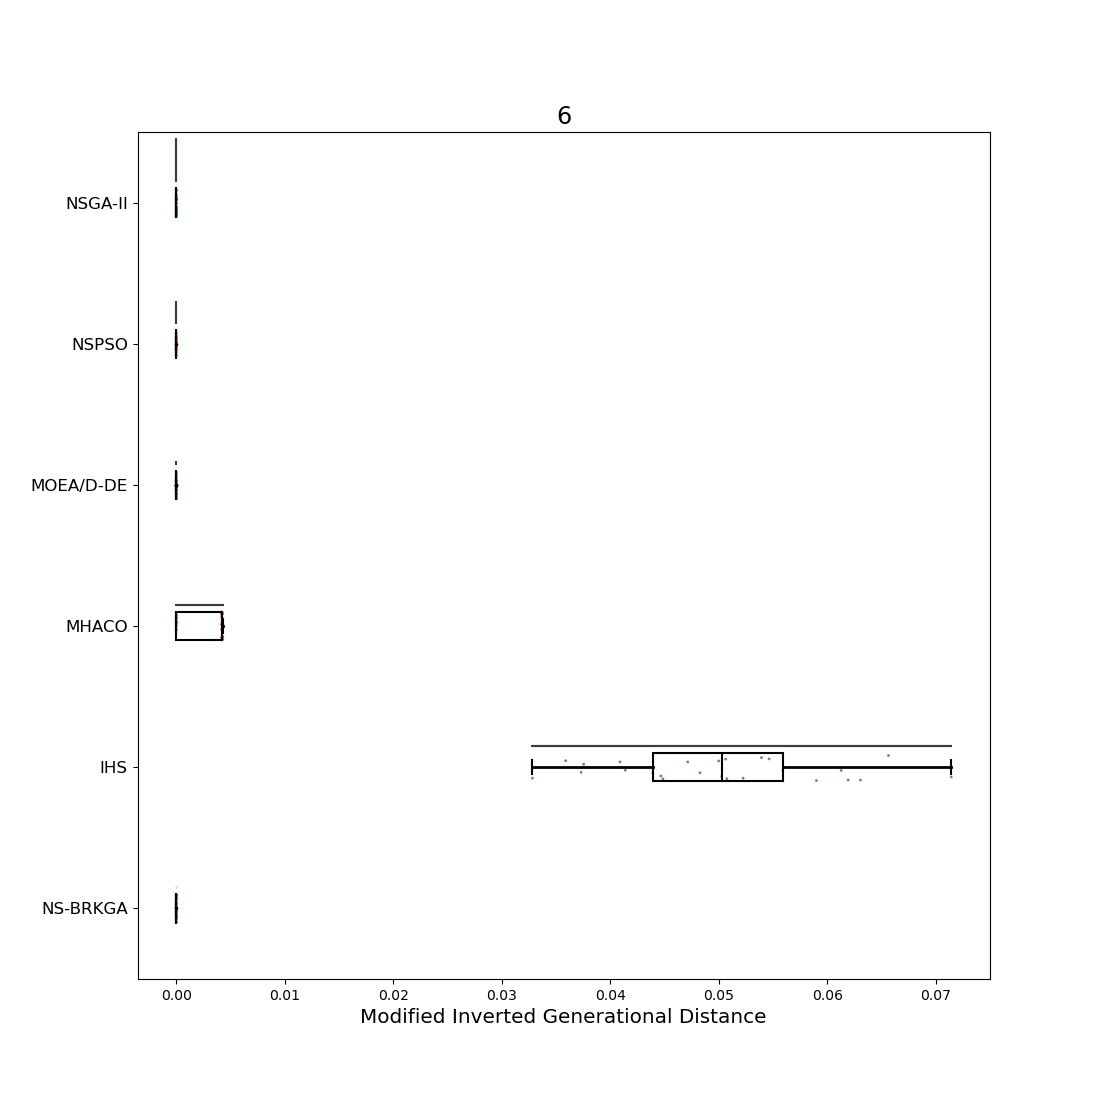 6
NSGA-II
NSPSO
MOEA/D-DE
MHACO
IHS
NS-BRKGA
0.00 0.01 0.02 0.03 0.04 0.05 0.06 0.07
Modified Inverted Generational Distance